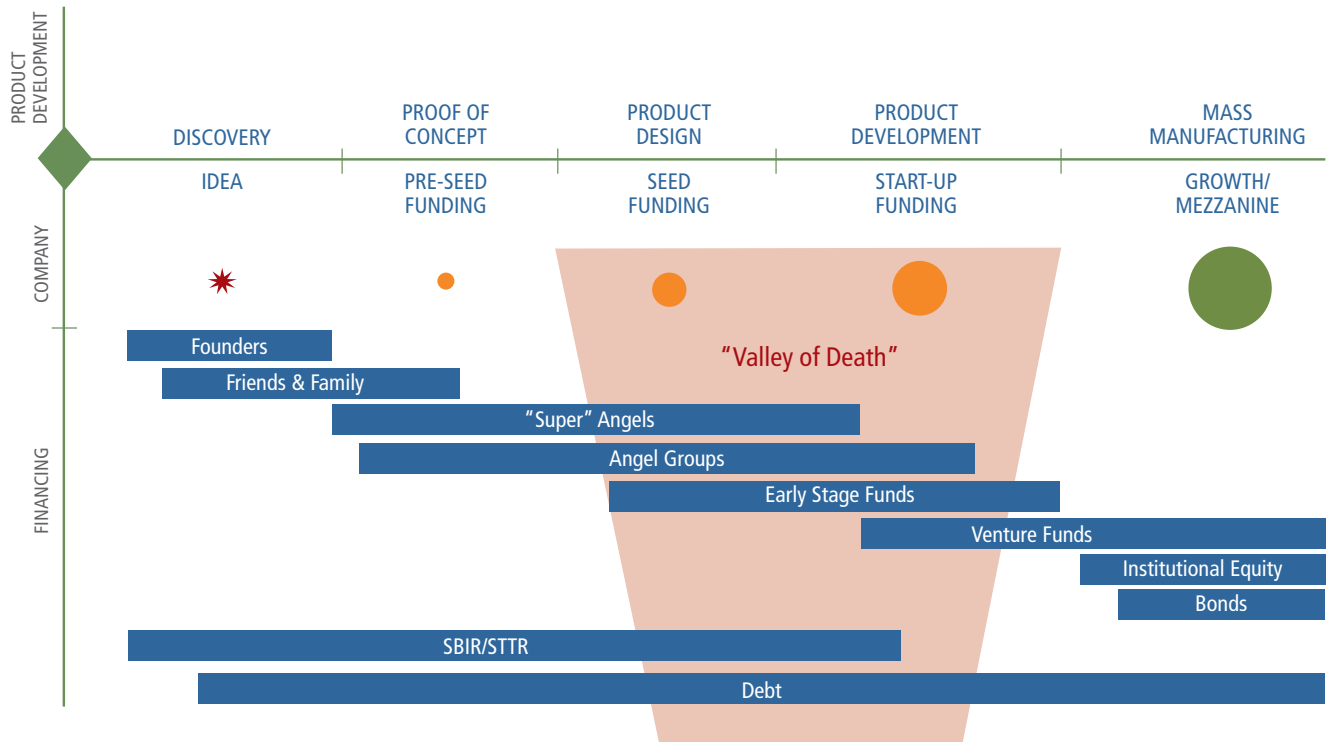 PRODUCT
DEVELOPMENT
DISCOVERY
PROOF OF
CONCEPT
PRODUCT
DESIGN
PRODUCT
DEVELOPMENT
MASS
MANUFACTURING
IDEA
PRE-SEED
FUNDING
SEED
FUNDING
START-UP
FUNDING
GROWTH/
MEZZANINE
COMPANY
"Valley of Death"
FINANCING
Founders
Friends & Family
"Super" Angels
Angel Groups
Early Stage Funds
Venture Funds
Institutional Equity
Bonds
SBIR/STTR
Debt